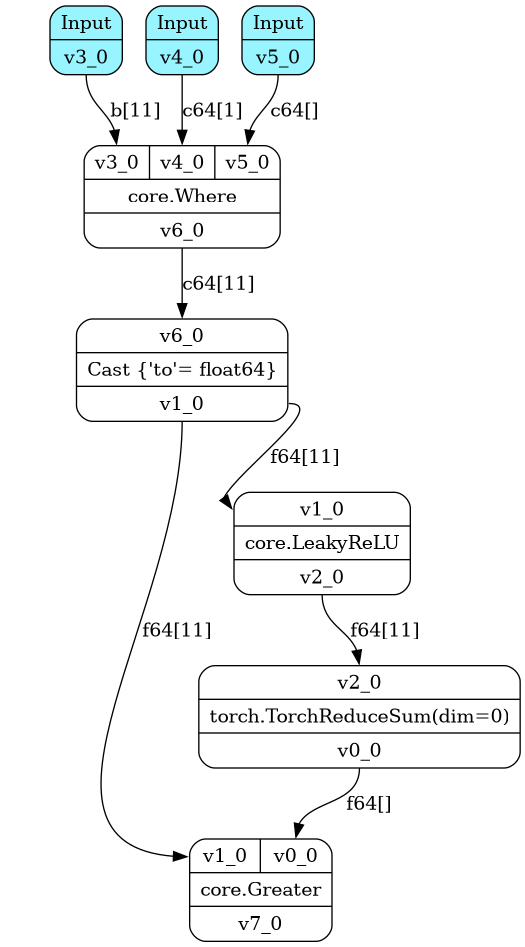 Input
v3_0
Input
v4_0
Input
v5_0
b[11]
c64[1]
c64[]
v3_0
v4_0
v5_0
core.Where
v6_0
c64[11]
v6_0
Cast {'to'= float64}
v1_0
f64[11]
v1_0
core.LeakyReLU
v2_0
f64[11]
f64[11]
v2_0
torch.TorchReduceSum(dim=0)
v0_0
f64[]
v1_0
v0_0
core.Greater
v7_0